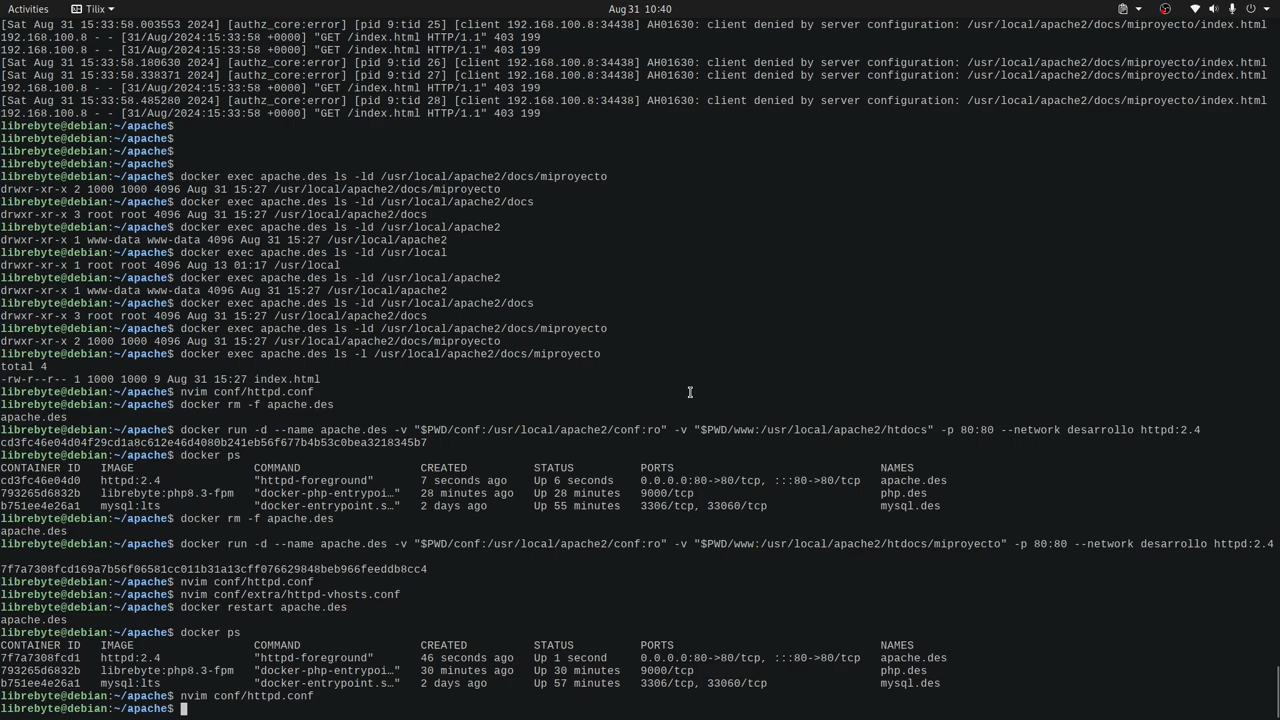 Activities
Tilix
Aug 31 10:40
[Sat Aug 31 15:33:58.003553 2024] [authz_core:error] [pid 9:tid 25] [client 192.168.100.8:34438] AH01630: client denied by server configuration: /usr/local/apache2/docs/miproyecto/index.html
192.168.100.8 - - [31/Aug/2024:15:33:58 +0000] "GET /index.html HTTP/1.1" 403 199
192.168.100.8 - - [31/Aug/2024:15:33:58 +0000] "GET /index.html HTTP/1.1" 403 199
[Sat Aug 31 15:33:58.180630 2024] [authz_core:error] [pid 9:tid 26] [client 192.168.100.8:34438] AH01630: client denied by server configuration: /usr/local/apache2/docs/miproyecto/index.html
[Sat Aug 31 15:33:58.338371 2024] [authz_core:error] [pid 9:tid 27] [client 192.168.100.8:34438] AH01630: client denied by server configuration: /usr/local/apache2/docs/miproyecto/index.html
192.168.100.8 - - [31/Aug/2024:15:33:58 +0000] "GET /index.html HTTP/1.1" 403 199
[Sat Aug 31 15:33:58.485280 2024] [authz_core:error] [pid 9:tid 28] [client 192.168.100.8:34438] AH01630: client denied by server configuration: /usr/local/apache2/docs/miproyecto/index.html
192.168.100.8 - - [31/Aug/2024:15:33:58 +0000] "GET /index.html HTTP/1.1" 403 199
librebyte@debian:~/apache$
librebyte@debian:~/apache$
librebyte@debian:~/apache$
librebyte@debian:~/apache$
librebyte@debian:~/apache$ docker exec apache.des ls -ld /usr/local/apache2/docs/miproyecto
drwxr-xr-x 2 1000 1000 4096 Aug 31 15:27 /usr/local/apache2/docs/miproyecto
librebyte@debian:~/apache$ docker exec apache.des ls -ld /usr/local/apache2/docs
drwxr-xr-x 3 root root 4096 Aug 31 15:27 /usr/local/apache2/docs
librebyte@debian:~/apache$ docker exec apache.des ls -ld /usr/local/apache2
drwxr-xr-x 1 www-data www-data 4096 Aug 31 15:27 /usr/local/apache2
librebyte@debian:~/apache$ docker exec apache.des ls -ld /usr/local
drwxr-xr-x 1 root root 4096 Aug 13 01:17 /usr/local
librebyte@debian:~/apache$ docker exec apache.des ls -ld /usr/local/apache2
drwxr-xr-x 1 www-data www-data 4096 Aug 31 15:27 /usr/local/apache2
librebyte@debian:~/apache$ docker exec apache.des ls -ld /usr/local/apache2/docs
drwxr-xr-x 3 root root 4096 Aug 31 15:27 /usr/local/apache2/docs
librebyte@debian:~/apache$ docker exec apache.des ls -ld /usr/local/apache2/docs/miproyecto
drwxr-xr-x 2 1000 1000 4096 Aug 31 15:27 /usr/local/apache2/docs/miproyecto
librebyte@debian:~/apache$ docker exec apache.des ls -l /usr/local/apache2/docs/miproyecto
total 4
-rw-r--r-- 1 1000 1000 9 Aug 31 15:27 index.html
librebyte@debian:~/apache$ nvim conf/httpd.conf
librebyte@debian:~/apache$ docker rm -f apache.des
apache.des
librebyte@debian:~/apache$ docker run -d --name apache.des -v "$PWD/conf:/usr/local/apache2/conf:ro" -v "$PWD/www:/usr/local/apache2/htdocs" -p 80:80 --network desarrollo httpd:2.4
cd3fc46e04d04f29cd1a8c612e46d4080b241eb56f677b4b53c0bea3218345b7
librebyte@debian:~/apache$ docker ps
CONTAINER ID IMAGE COMMAND CREATED STATUS PORTS NAMES
cd3fc46e04d0 httpd:2.4 "httpd-foreground" 7 seconds ago Up 6 seconds 0.0.0.0:80->80/tcp, :::80->80/tcp apache.des
793265d6832b librebyte:php8.3-fpm "docker-php-entrypoi…" 28 minutes ago Up 28 minutes 9000/tcp php.des
b751ee4e26a1 mysql:lts "docker-entrypoint.s…" 2 days ago Up 55 minutes 3306/tcp, 33060/tcp mysql.des
librebyte@debian:~/apache$ docker rm -f apache.des
apache.des
librebyte@debian:~/apache$ docker run -d --name apache.des -v "$PWD/conf:/usr/local/apache2/conf:ro" -v "$PWD/www:/usr/local/apache2/htdocs/miproyecto" -p 80:80 --network desarrollo httpd:2.4
7f7a7308fcd169a7b56f06581cc011b31a13cff076629848beb966feeddb8cc4
librebyte@debian:~/apache$ nvim conf/httpd.conf
librebyte@debian:~/apache$ nvim conf/extra/httpd-vhosts.conf
librebyte@debian:~/apache$ docker restart apache.des
apache.des
librebyte@debian:~/apache$ docker ps
CONTAINER ID IMAGE COMMAND CREATED STATUS PORTS NAMES
7f7a7308fcd1 httpd:2.4 "httpd-foreground" 46 seconds ago Up 1 second 0.0.0.0:80->80/tcp, :::80->80/tcp apache.des
793265d6832b librebyte:php8.3-fpm "docker-php-entrypoi…" 30 minutes ago Up 30 minutes 9000/tcp php.des
b751ee4e26a1 mysql:lts "docker-entrypoint.s…" 2 days ago Up 57 minutes 3306/tcp, 33060/tcp mysql.des
librebyte@debian:~/apache$ nvim conf/httpd.conf
librebyte@debian:~/apache$